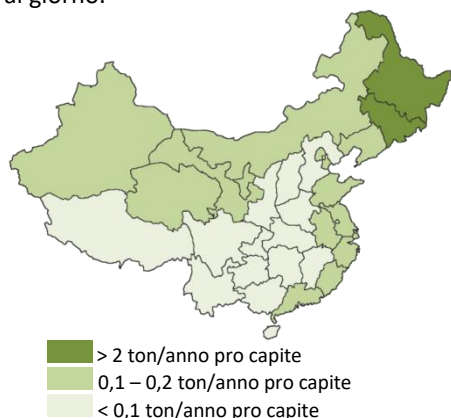 al giorno.
> 2 ton/anno pro capite
0,1 – 0,2 ton/anno pro capite
< 0,1 ton/anno pro capite